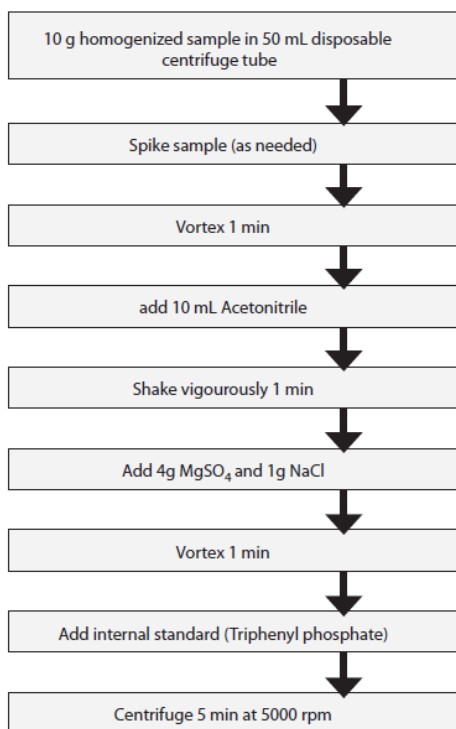 10 g homogenized sample in 50 mL disposable
centrifuge tube
Spike sample (as needed)
Vortex 1 min
add 10 mL Acetonitrile
Shake vigourously 1 min
Add 4g MgSO₄ and 1g NaCl
Vortex 1 min
Add internal standard (Triphenyl phosphate)
Centrifuge 5 min at 5000 rpm